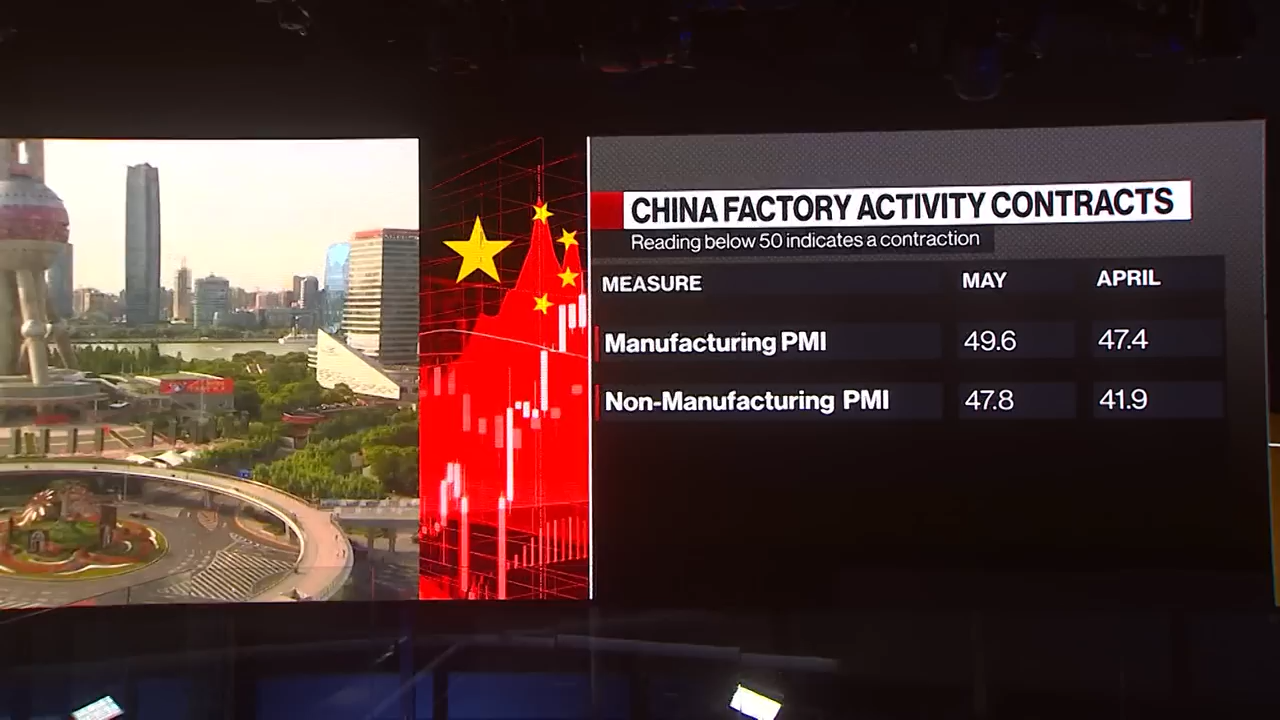 CHINA FACTORY ACTIVITY CONTRACTS
Reading below 50 indicates a contraction
MEASURE MAY APRIL
Manufacturing PMI 49.6 47.4
Non-Manufacturing PMI 47.8 41.9